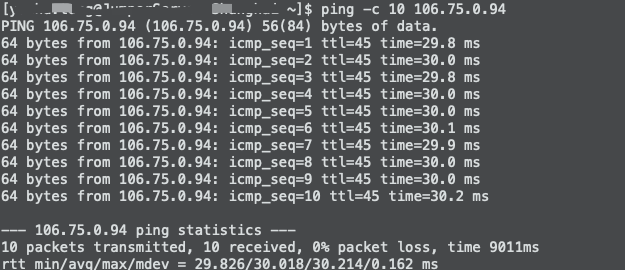 ~]$ ping -c 10 106.75.0.94
PING 106.75.0.94 (106.75.0.94) 56(84) bytes of data.
64 bytes from 106.75.0.94: icmp_seq=1 ttl=45 time=29.8 ms
64 bytes from 106.75.0.94: icmp_seq=2 ttl=45 time=30.0 ms
64 bytes from 106.75.0.94: icmp_seq=3 ttl=45 time=29.8 ms
64 bytes from 106.75.0.94: icmp_seq=4 ttl=45 time=30.0 ms
64 bytes from 106.75.0.94: icmp_seq=5 ttl=45 time=30.0 ms
64 bytes from 106.75.0.94: icmp_seq=6 ttl=45 time=30.1 ms
64 bytes from 106.75.0.94: icmp_seq=7 ttl=45 time=29.9 ms
64 bytes from 106.75.0.94: icmp_seq=8 ttl=45 time=30.0 ms
64 bytes from 106.75.0.94: icmp_seq=9 ttl=45 time=30.0 ms
64 bytes from 106.75.0.94: icmp_seq=10 ttl=45 time=30.2 ms
--- 106.75.0.94 ping statistics ---
10 packets transmitted, 10 received, 0% packet loss, time 9011ms
rtt min/avg/max/mdev = 29.826/30.018/30.214/0.162 ms